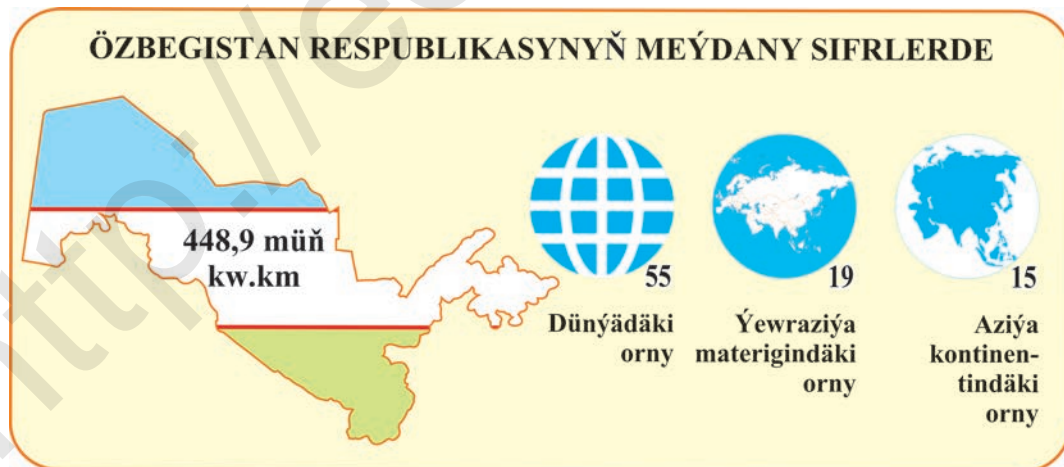 ÖZBEGISTAN RESPUBLIKASYNYŇ MEÝDANY SIFRLERDE
448,9 müň
kw.km
55
Dünýädäki
orny
19
Ýewraziýa
materigindäki
orny
15
Aziýa
kontinen-
tindäki
orny
http://e